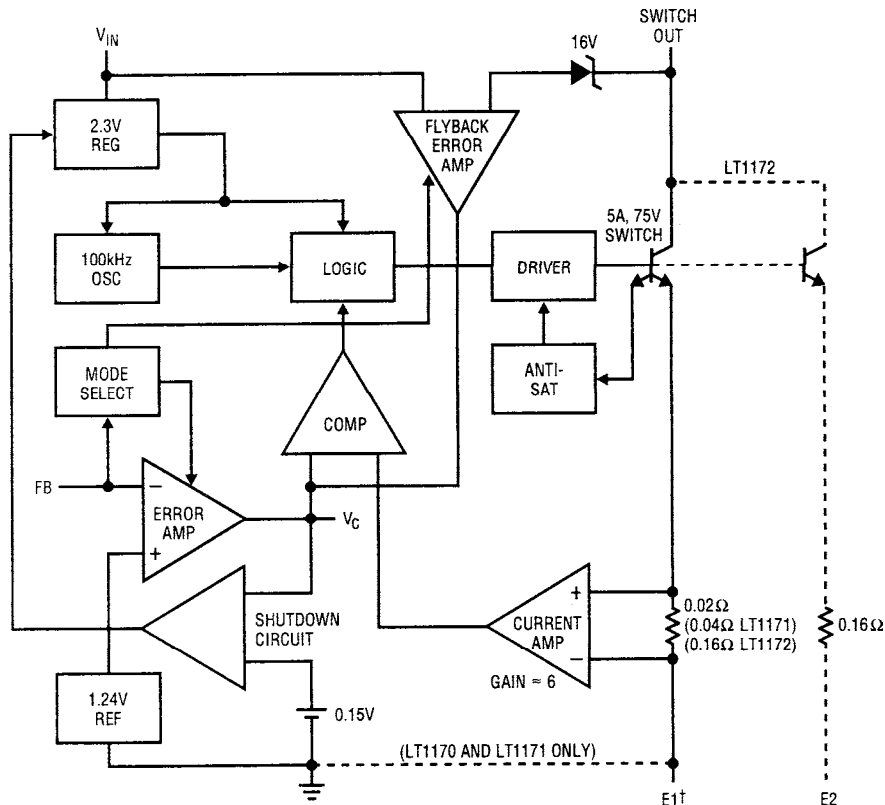 SWITCH
OUT
V_IN
16V
2.3V
REG
FLYBACK
ERROR
AMP
LT1172
5A, 75V
SWITCH
100kHz
OSC
LOGIC
DRIVER
MODE
SELECT
ANTI-
SAT
COMP
FB
−
ERROR
AMP
+
V_C
SHUTDOWN
CIRCUIT
+
CURRENT
AMP
−
GAIN ≈ 6
0.02Ω
(0.04Ω LT1171)
(0.16Ω LT1172)
0.16Ω
1.24V
REF
0.15V
(LT1170 AND LT1171 ONLY)
E1†
E2